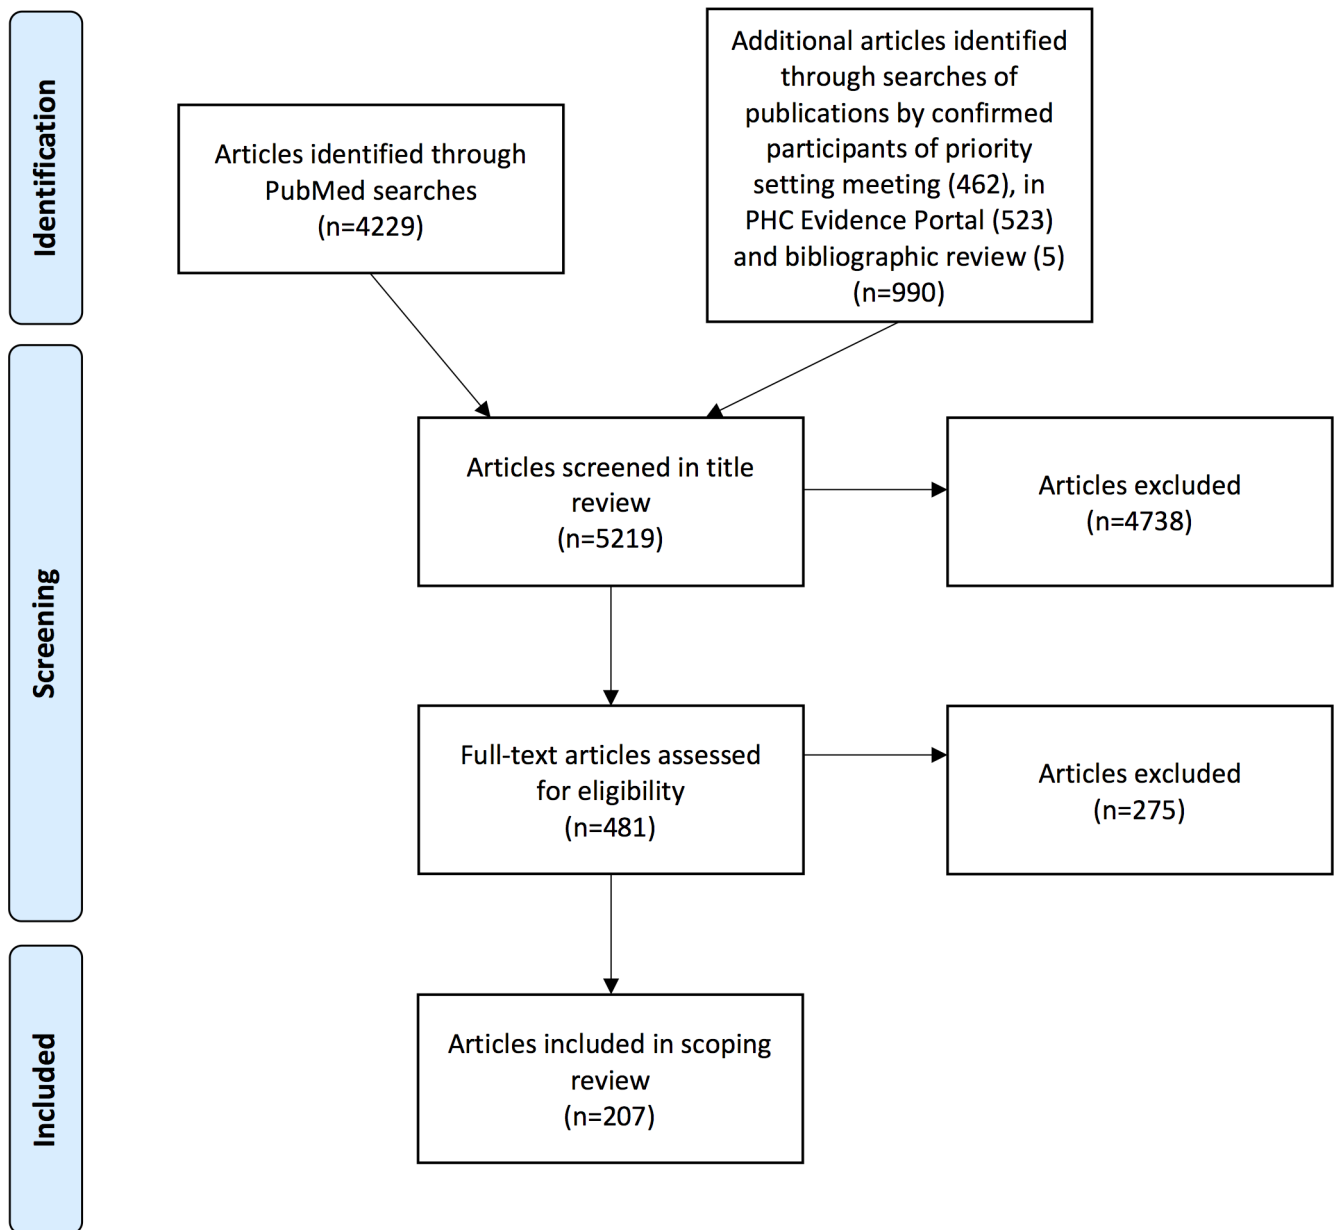 Identification
Articles identified through
PubMed searches
(n=4229)
Additional articles identified
through searches of
publications by confirmed
participants of priority
setting meeting (462), in
PHC Evidence Portal (523)
and bibliographic review (5)
(n=990)
Screening
Articles screened in title
review
(n=5219)
Articles excluded
(n=4738)
Full-text articles assessed
for eligibility
(n=481)
Articles excluded
(n=275)
Included
Articles included in scoping
review
(n=207)